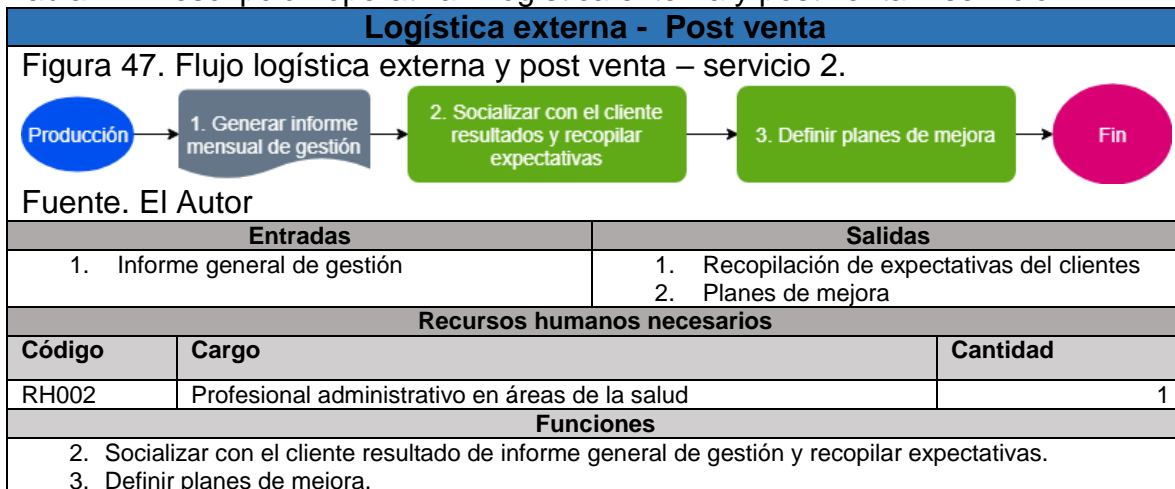 Logística externa - Post venta
Figura 47. Flujo logística externa y post venta – servicio 2.
Producción
1. Generar informe
mensual de gestión
2. Socializar con el cliente
resultados y recopilar
expectativas
3. Definir planes de mejora
Fin
Fuente. El Autor
Entradas
Salidas
1. Informe general de gestión
1. Recopilación de expectativas del clientes
2. Planes de mejora
Recursos humanos necesarios
Código Cargo Cantidad
RH002 Profesional administrativo en áreas de la salud 1
Funciones
2. Socializar con el cliente resultado de informe general de gestión y recopilar expectativas.
3. Definir planes de mejora.